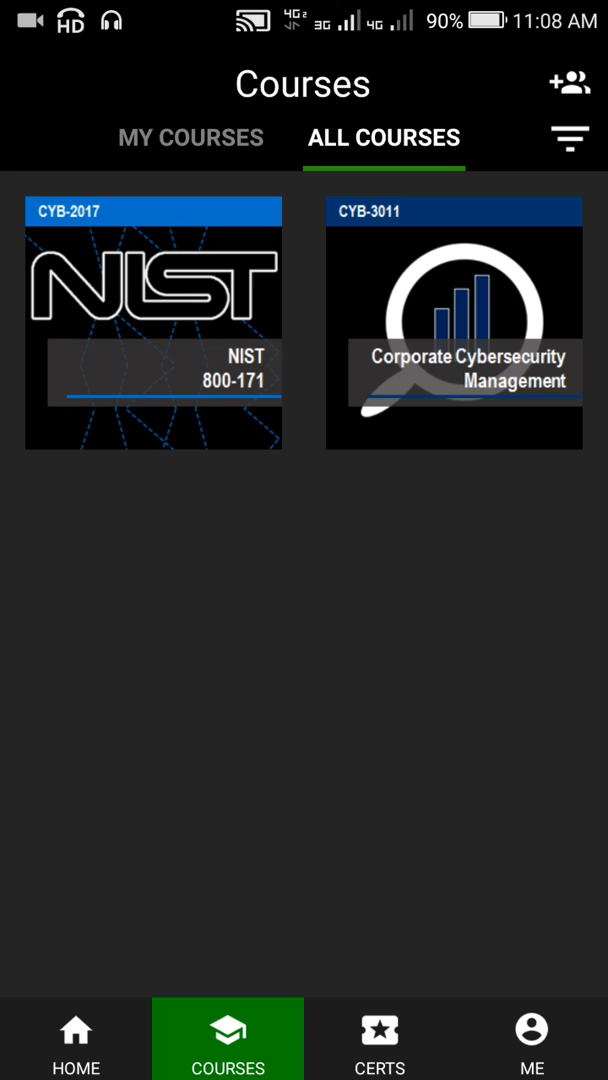 HD 4G 2 3G 4G 90% 11:08 AM
Courses
MY COURSES ALL COURSES
CYB-2017
NIST
NIST
800-171
CYB-3011
Corporate Cybersecurity
Management
HOME COURSES CERTS ME